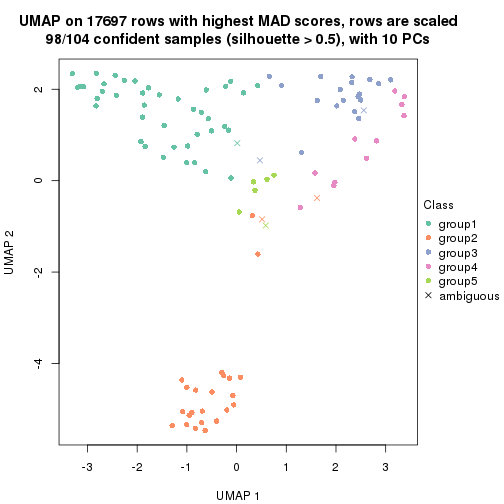 UMAP on 17697 rows with highest MAD scores, rows are scaled
98/104 confident samples (silhouette > 0.5), with 10 PCs
2
0
-2
-4
UMAP 2
-3 -2 -1 0 1 2 3
UMAP 1
Class
group1
group2
group3
group4
group5
ambiguous